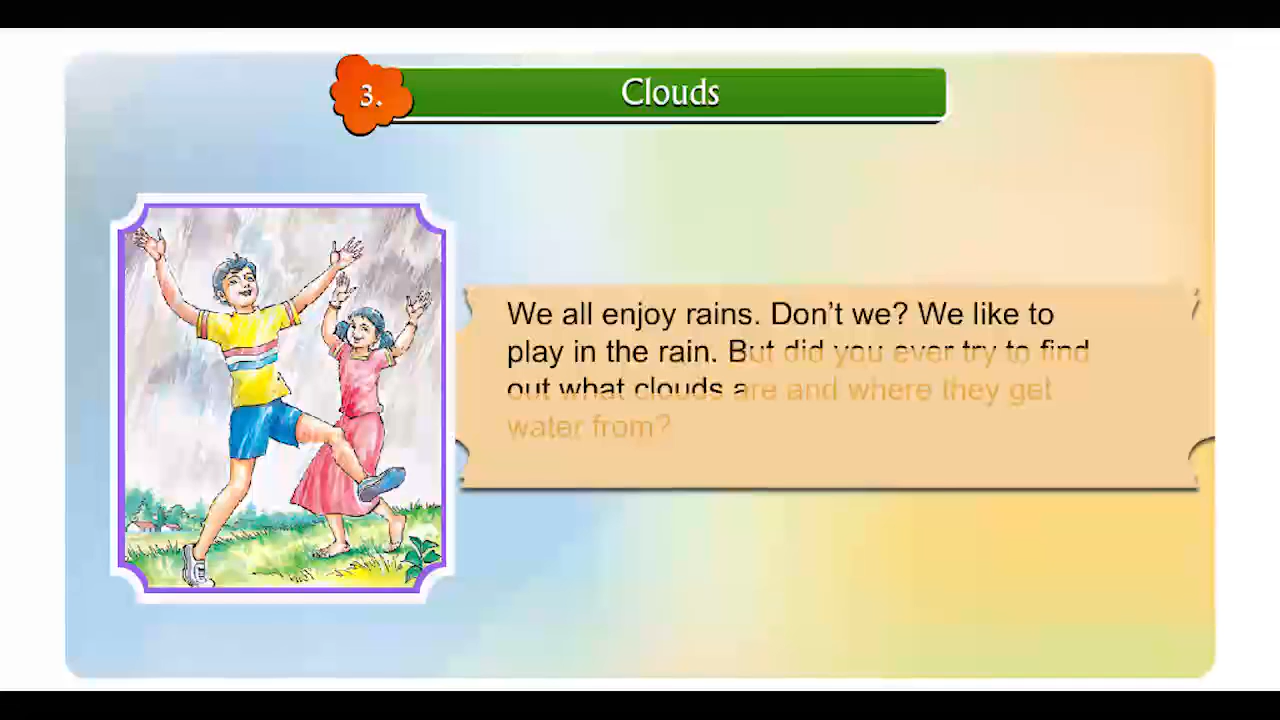 3.
Clouds
We all enjoy rains. Don't we? We like to
play in the rain. But did you ever try to find
out what clouds are and where they get
water from?